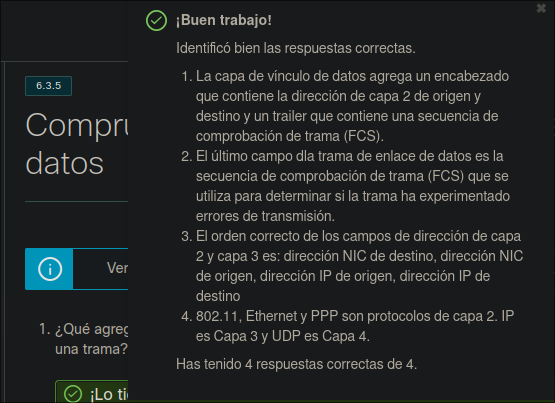 ¡Buen trabajo!
Identificó bien las respuestas correctas.
1. La capa de vínculo de datos agrega un encabezado
que contiene la dirección de capa 2 de origen y
destino y un trailer que contiene una secuencia de
comprobación de trama (FCS).
2. El último campo dla trama de enlace de datos es la
secuencia de comprobación de trama (FCS) que se
utiliza para determinar si la trama ha experimentado
errores de transmisión.
3. El orden correcto de los campos de dirección de capa
2 y capa 3 es: dirección NIC de destino, dirección NIC
de origen, dirección IP de origen, dirección IP de
destino
4. 802.11, Ethernet y PPP son protocolos de capa 2. IP
es Capa 3 y UDP es Capa 4.
Has tenido 4 respuestas correctas de 4.
6.3.5
Compru
datos
Ver
1. ¿Qué agreg
una trama?
¡Lo ti